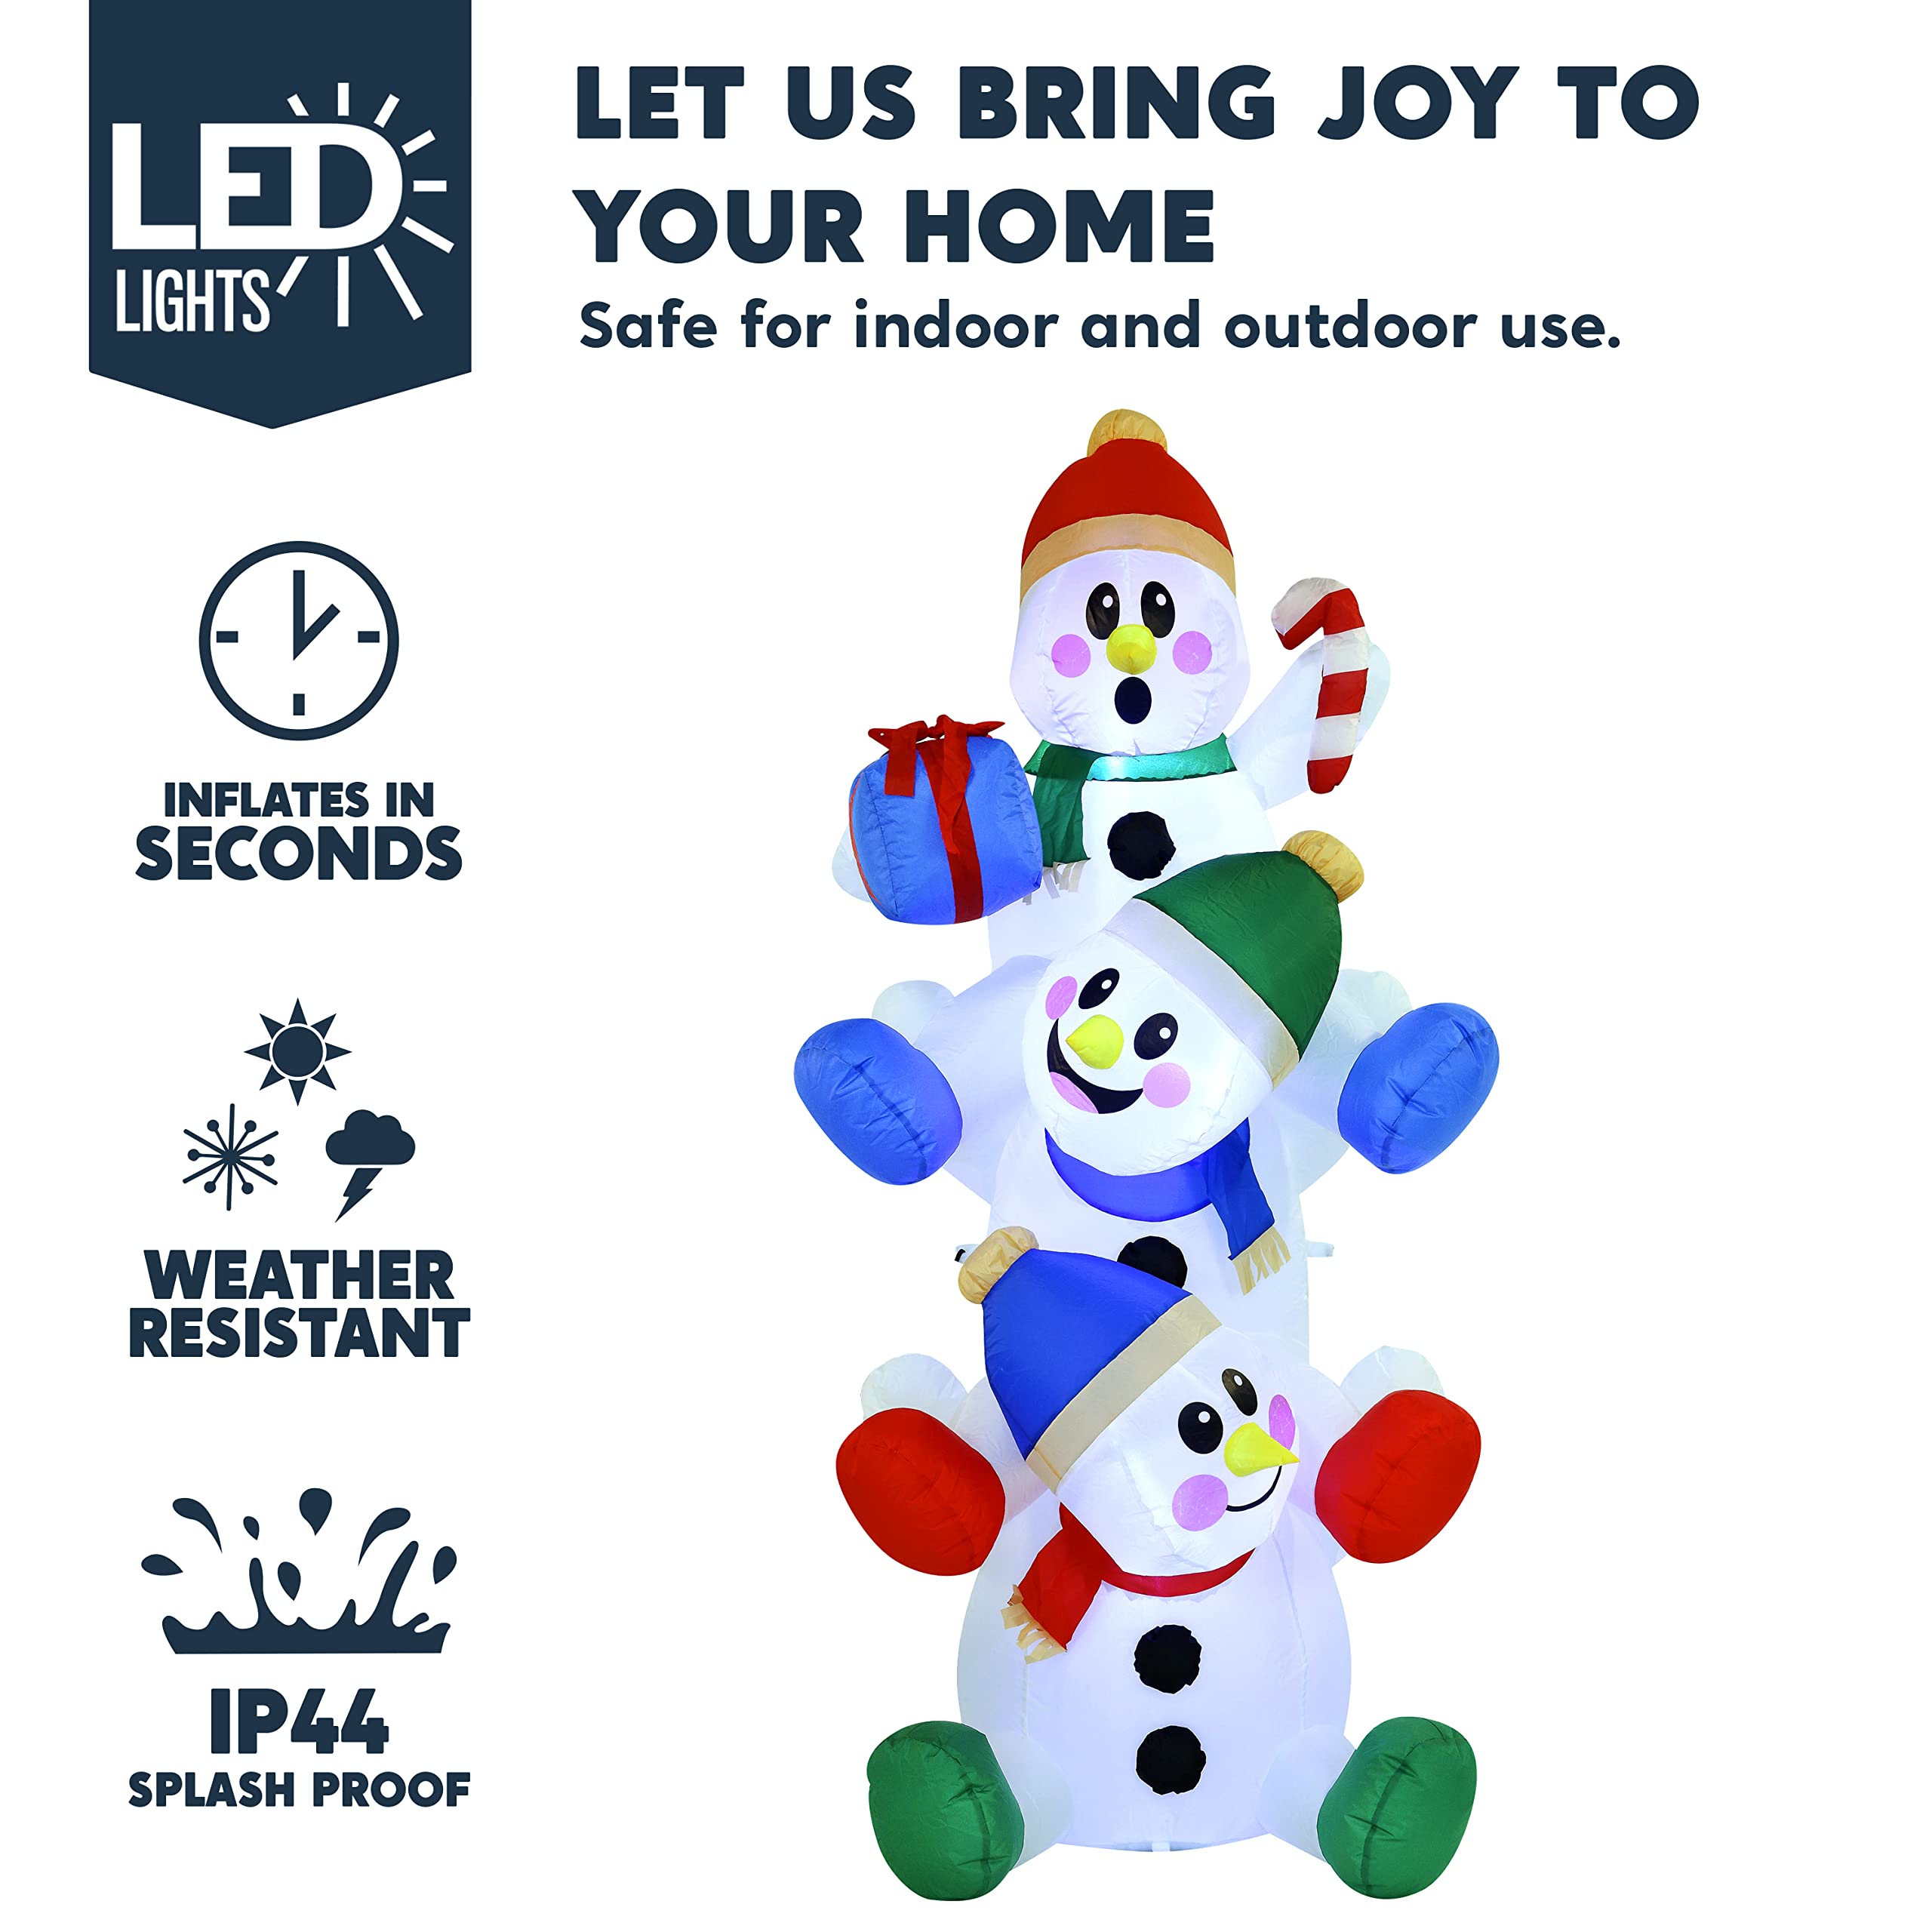 LED
LIGHTS
LET US BRING JOY TO
YOUR HOME
Safe for indoor and outdoor use.
INFLATES IN
SECONDS
WEATHER
RESISTANT
IP44
SPLASH PROOF